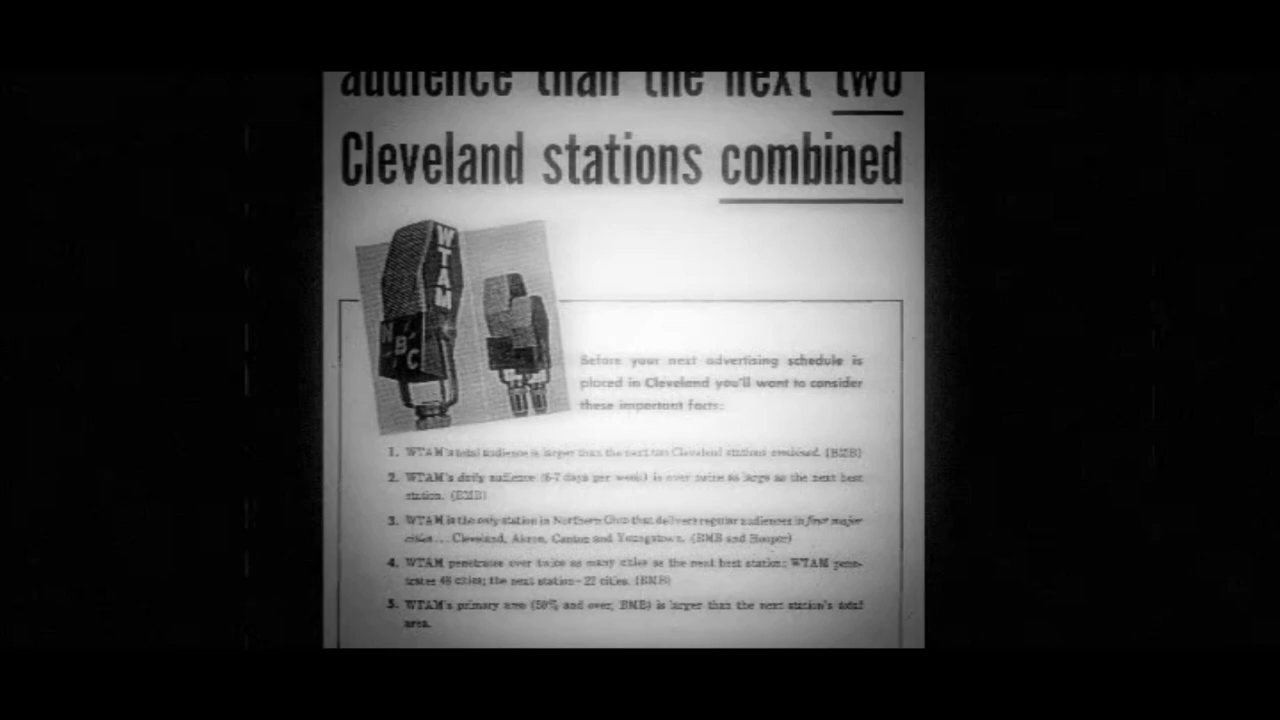 audience than the next two
Cleveland stations combined
WTAM
NBC
Before your next advertising schedule is
placed in Cleveland you'll want to consider
these important facts:
1. WTAM's total audience is larger than the next two Cleveland stations combined. (BMB)
2. WTAM's daily audience (6-7 days per week) is over twice as large as the next best
station. (BMB)
3. WTAM is the only station in Northern Ohio that delivers regular audiences in four major
cities... Cleveland, Akron, Canton and Youngstown. (BMB and Hooper)
4. WTAM penetrates over twice as many cities as the next best station: WTAM pene-
trates 48 cities; the next station—22 cities. (BMB)
5. WTAM's primary area (50% and over, BMB) is larger than the next station's total
area.